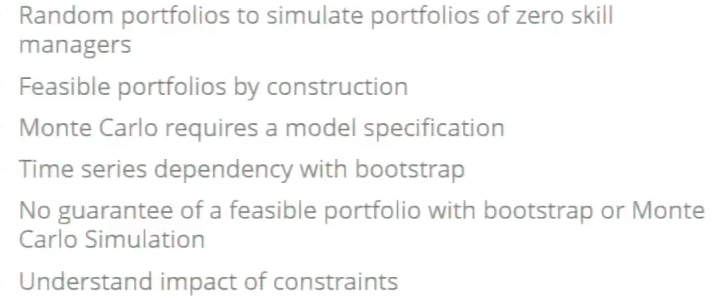 Random portfolios to simulate portfolios of zero skill
managers
Feasible portfolios by construction
Monte Carlo requires a model specification
Time series dependency with bootstrap
No guarantee of a feasible portfolio with bootstrap or Monte
Carlo Simulation
Understand impact of constraints